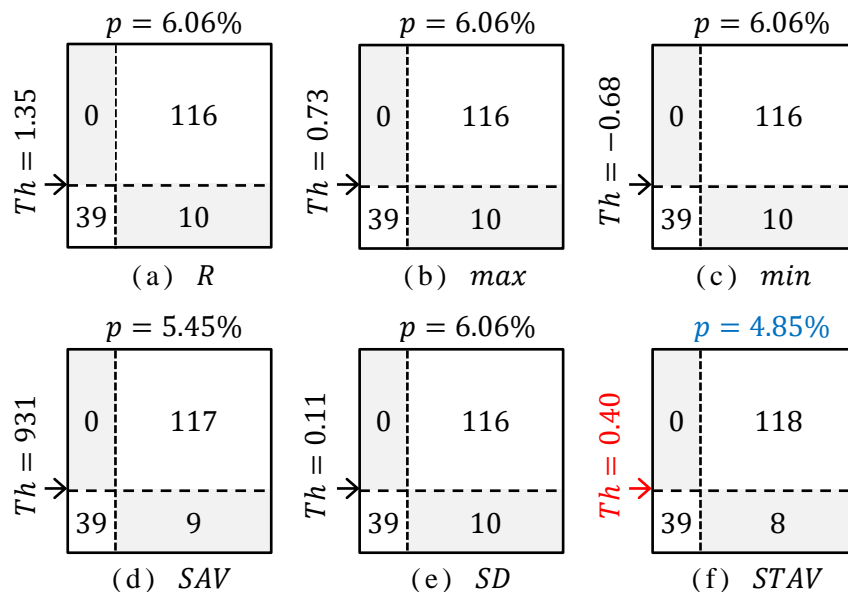 p = 6.06%
Th = 1.35
0 116
39 10
(a) R
p = 6.06%
Th = 0.73
0 116
39 10
(b) max
p = 6.06%
Th = −0.68
0 116
39 10
(c) min
p = 5.45%
Th = 931
0 117
39 9
(d) SAV
p = 6.06%
Th = 0.11
0 116
39 10
(e) SD
p = 4.85%
Th = 0.40
0 118
39 8
(f) STAV